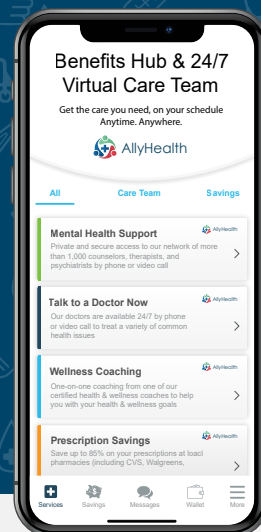 Benefits Hub & 24/7
Virtual Care Team
Get the care you need, on your schedule
Anytime. Anywhere.
AllyHealth
All Care Team Savings
Mental Health Support AllyHealth
Private and secure access to our network of more
than 1,000 counselors, therapists, and
psychiatrists by phone or video call
Talk to a Doctor Now AllyHealth
Our doctors are available 24/7 by phone
or video call to treat a variety of common
health issues
Wellness Coaching AllyHealth
One-on-one coaching from one of our
certified health & wellness coaches to help
you with your health & wellness goals
Prescription Savings AllyHealth
Save up to 85% on your prescriptions at loacl
pharmacies (including CVS, Walgreens,
Services Savings Messages Wallet More